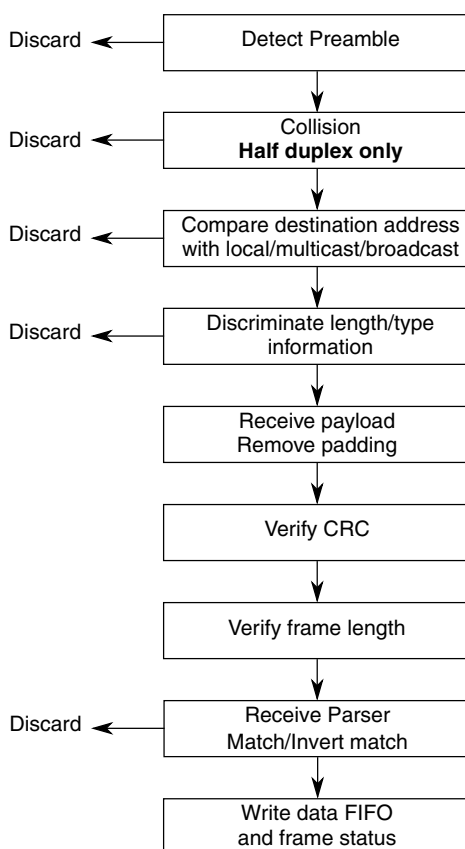 Discard
Detect Preamble
Discard
Collision
Half duplex only
Discard
Compare destination address
with local/multicast/broadcast
Discard
Discriminate length/type
information
Receive payload
Remove padding
Verify CRC
Verify frame length
Discard
Receive Parser
Match/Invert match
Write data FIFO
and frame status